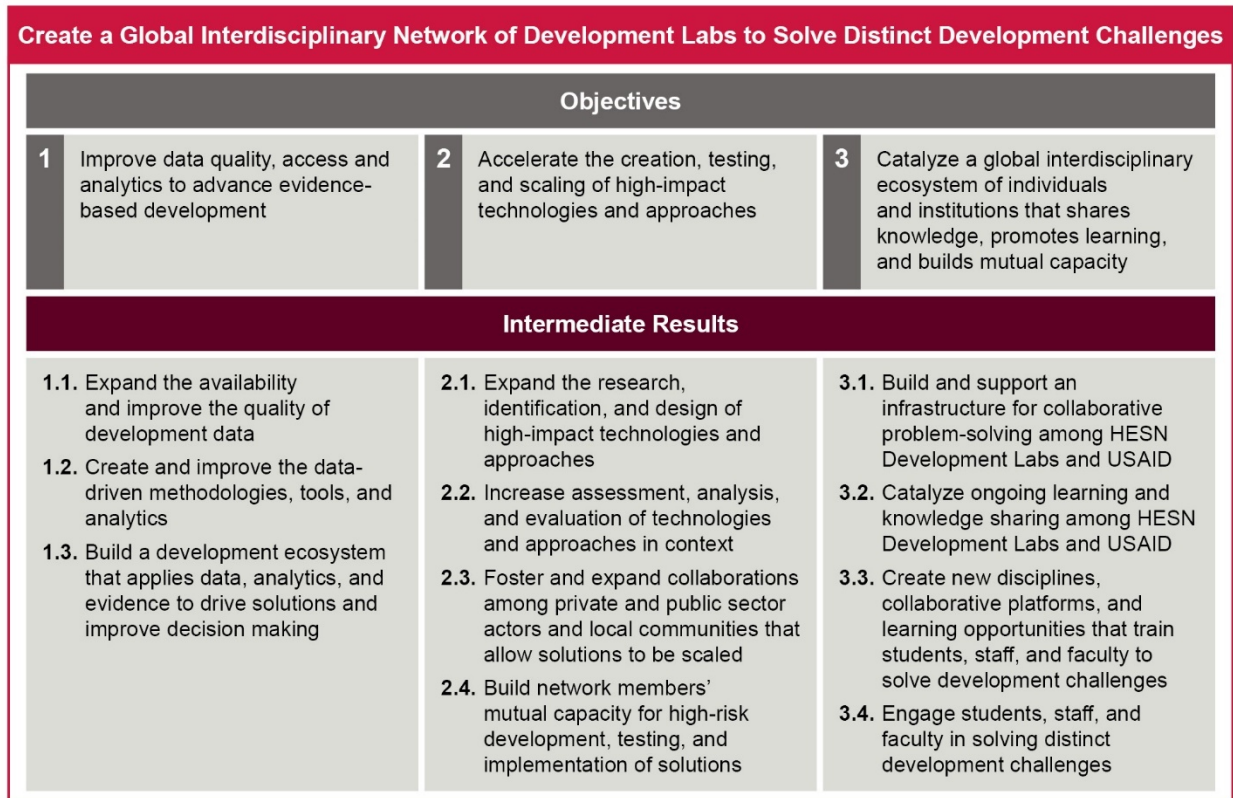 Create a Global Interdisciplinary Network of Development Labs to Solve Distinct Development Challenges
Objectives
1
Improve data quality, access and
analytics to advance evidence-
based development
2
Accelerate the creation, testing,
and scaling of high-impact
technologies and approaches
3
Catalyze a global interdisciplinary
ecosystem of individuals
and institutions that shares
knowledge, promotes learning,
and builds mutual capacity
Intermediate Results
1.1. Expand the availability
and improve the quality of
development data
1.2. Create and improve the data-
driven methodologies, tools, and
analytics
1.3. Build a development ecosystem
that applies data, analytics, and
evidence to drive solutions and
improve decision making
2.1. Expand the research,
identification, and design of
high-impact technologies and
approaches
2.2. Increase assessment, analysis,
and evaluation of technologies
and approaches in context
2.3. Foster and expand collaborations
among private and public sector
actors and local communities that
allow solutions to be scaled
2.4. Build network members’
mutual capacity for high-risk
development, testing, and
implementation of solutions
3.1. Build and support an
infrastructure for collaborative
problem-solving among HESN
Development Labs and USAID
3.2. Catalyze ongoing learning and
knowledge sharing among HESN
Development Labs and USAID
3.3. Create new disciplines,
collaborative platforms, and
learning opportunities that train
students, staff, and faculty to
solve development challenges
3.4. Engage students, staff, and
faculty in solving distinct
development challenges